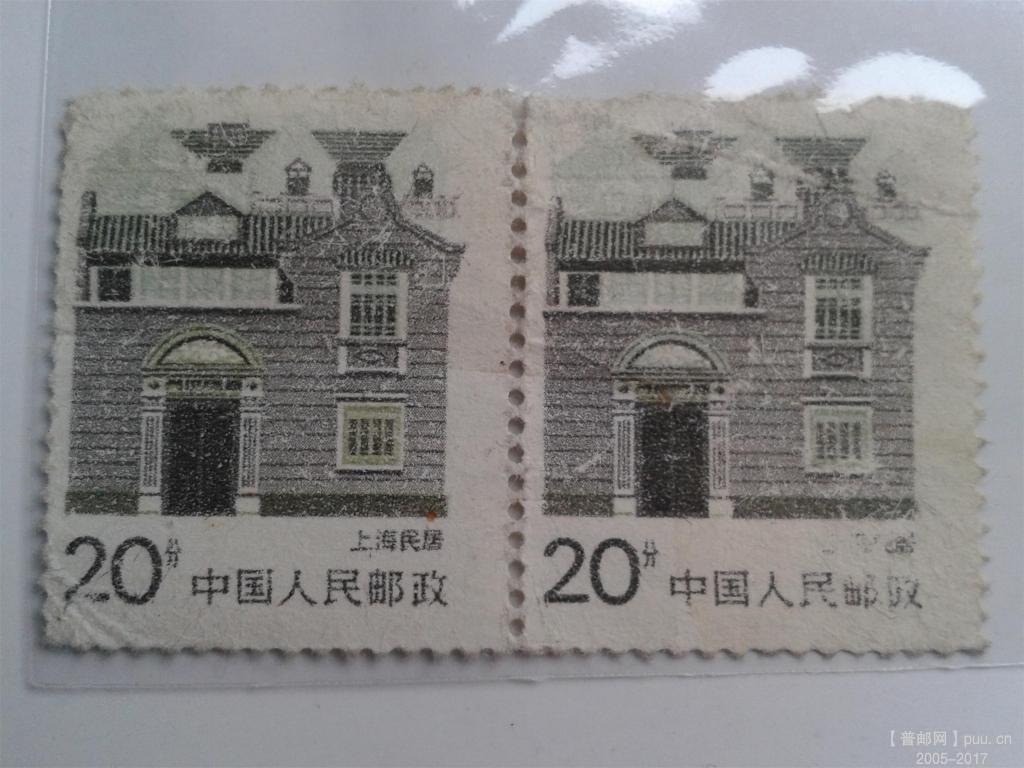 上海民居
20分
中国人民邮政
20分
中国人民邮政
【普邮网】puu.cn
2005-2017